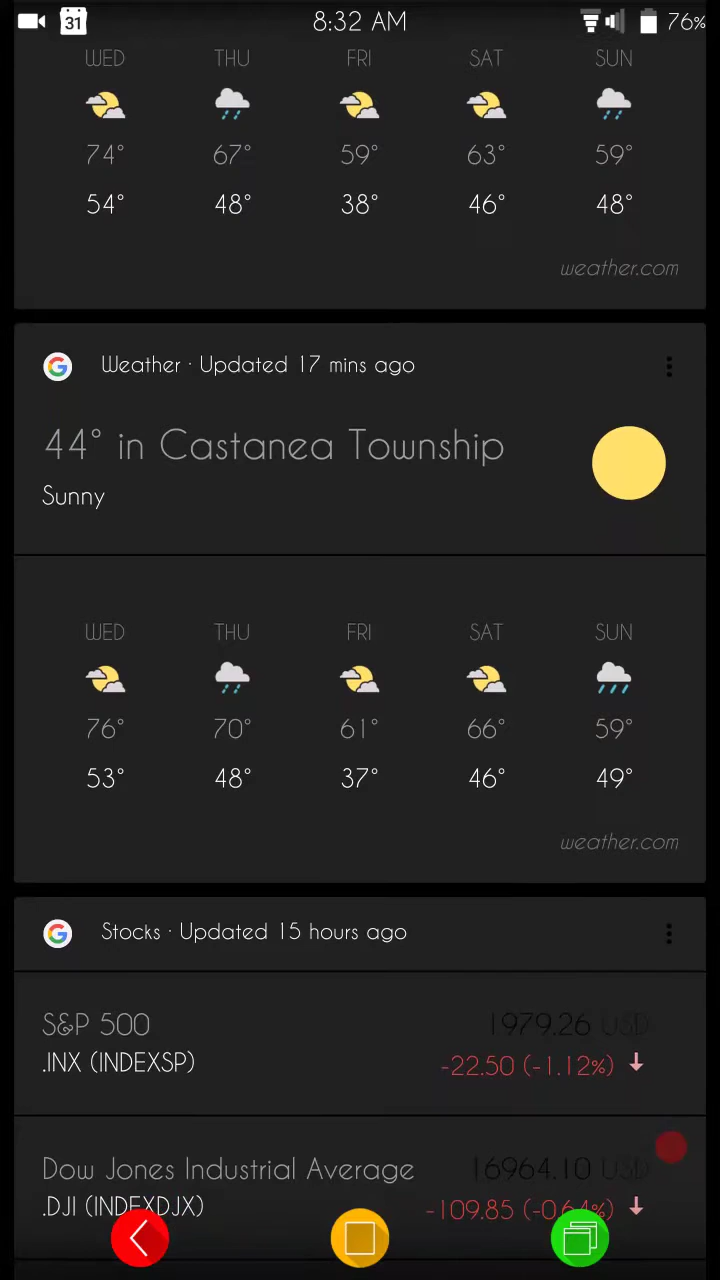 31 8:32 AM 76%
WED THU FRI SAT SUN
74° 67° 59° 63° 59°
54° 48° 38° 46° 48°
weather.com
G Weather · Updated 17 mins ago
44° in Castanea Township
Sunny
WED THU FRI SAT SUN
76° 70° 61° 66° 59°
53° 48° 37° 46° 49°
weather.com
G Stocks · Updated 15 hours ago
S&P 500 1979.26 USD
.INX (INDEXSP) -22.50 (-1.12%)
Dow Jones Industrial Average 16964.10 USD
.DJI (INDEXDJX) -109.85 (-0.64%)